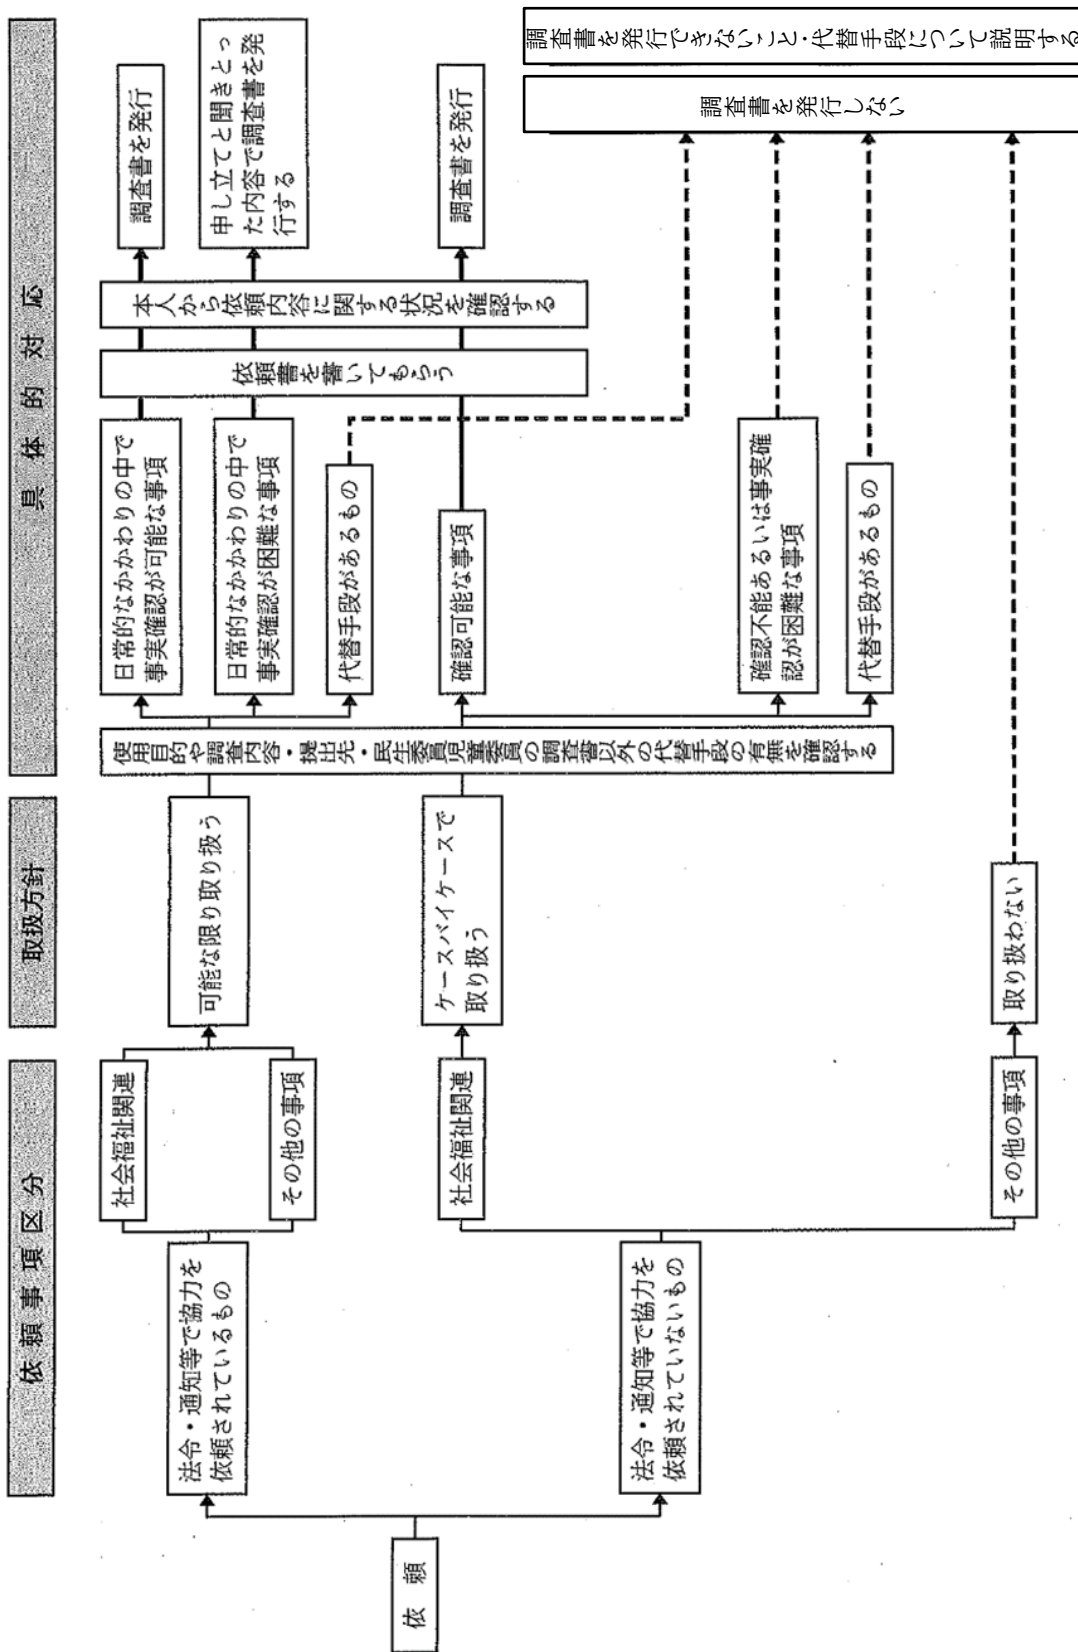 依頼事項区分
取扱方針
具体的対応
依頼
法令・通知等で協力を
依頼されているもの
社会福祉関連
その他の事項
可能な限り取り扱う
法令・通知等で協力を
依頼されていないもの
社会福祉関連
その他の事項
ケースバイケースで
取り扱う
取り扱わない
使用目的や調査内容・提出先・民生委員児童委員の調査書以外の代替手段の有無を確認する
日常的なかかわりの中で
事実確認が可能な事項
日常的なかかわりの中で
事実確認が困難な事項
代替手段があるもの
確認可能な事項
確認不能あるいは事実確
認が困難な事項
代替手段があるもの
依頼書を書いてもらう
本人から依頼内容に関する状況を確認する
調査書を発行
申し立てと聞きとっ
た内容で調査書を発
行する
調査書を発行
調査書を発行しない
調査書を発行できないこと・代替手段について説明する